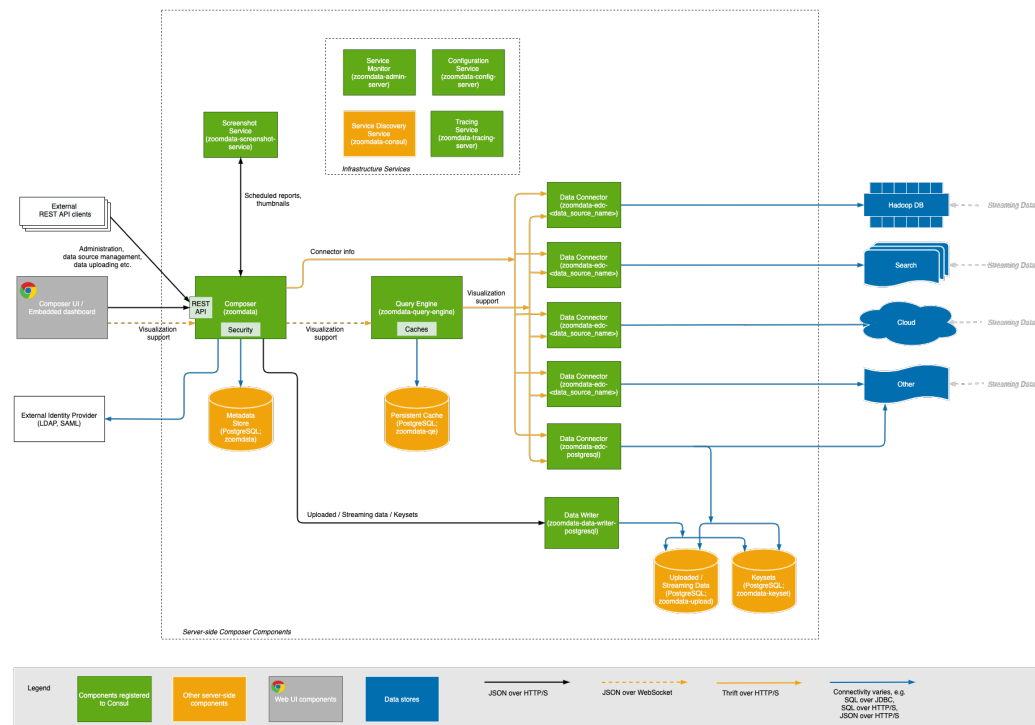 Service
Monitor
(zoomdata-admin-
server)
Configuration
Service
(zoomdata-config-
server)
Service Discovery
Service
(zoomdata-consul)
Tracing
Service
(zoomdata-tracing-
server)
Infrastructure Services
Screenshot
Service
(zoomdata-screenshot-
service)
Scheduled reports,
thumbnails
External
REST API clients
Administration,
data source management,
data uploading etc.
Connector info
Composer UI /
Embedded dashboard
Visualization
support
REST
API
Composer
(zoomdata)
Security
Visualization
support
Query Engine
(zoomdata-query-engine)
Caches
Visualization
support
Data Connector
(zoomdata-edc-
<data_source_name>)
Data Connector
(zoomdata-edc-
<data_source_name>)
Data Connector
(zoomdata-edc-
<data_source_name>)
Data Connector
(zoomdata-edc-
<data_source_name>)
Data Connector
(zoomdata-edc-
postgresql)
Hadoop DB
Streaming Data
Search
Streaming Data
Cloud
Streaming Data
Other
Streaming Data
External Identity Provider
(LDAP, SAML)
Metadata
Store
(PostgreSQL;
zoomdata)
Persistent Cache
(PostgreSQL;
zoomdata-qe)
Uploaded / Streaming data / Keysets
Data Writer
(zoomdata-data-writer-
postgresql)
Uploaded /
Streaming Data
(PostgreSQL;
zoomdata-upload)
Keysets
(PostgreSQL;
zoomdata-keyset)
Server-side Composer Components
Legend
Components registered
to Consul
Other server-side
components
Web UI components
Data stores
JSON over HTTP/S
JSON over WebSocket
Thrift over HTTP/S
Connectivity varies, e.g.
SQL over JDBC,
SQL over HTTP/S,
JSON over HTTP/S